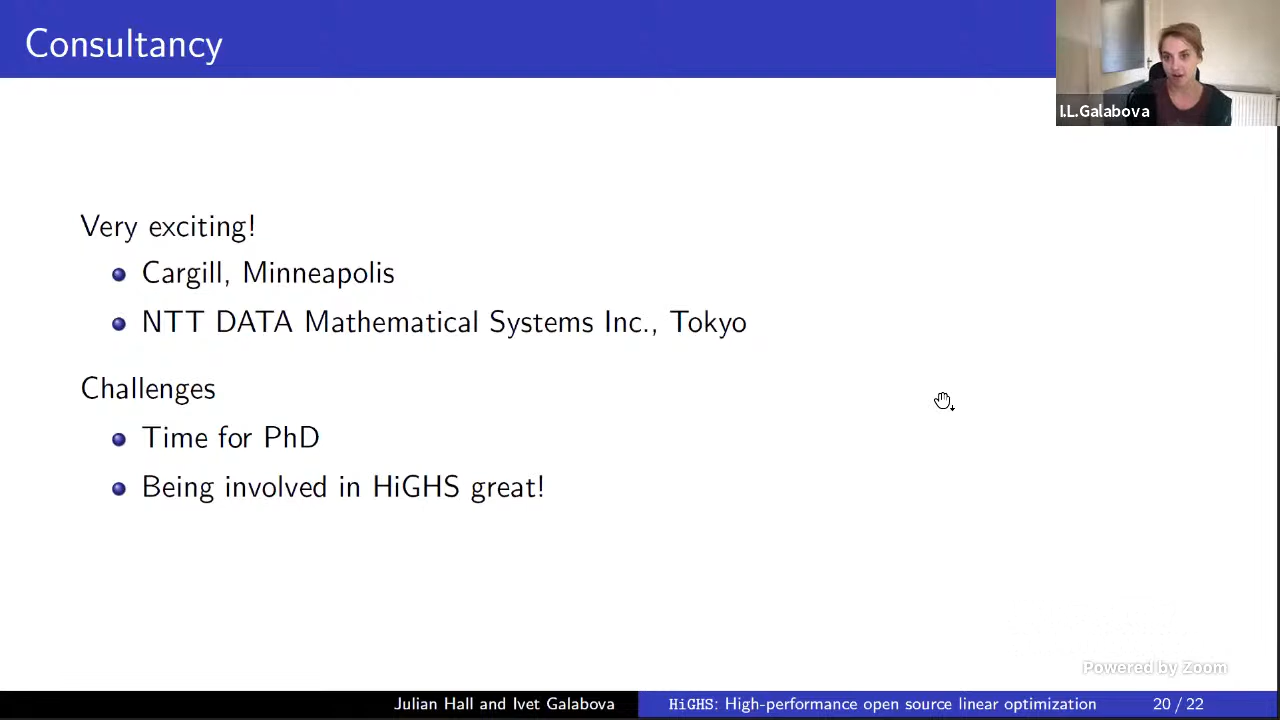 Consultancy
I.L.Galabova
Very exciting!
Cargill, Minneapolis
NTT DATA Mathematical Systems Inc., Tokyo
Challenges
Time for PhD
Being involved in HiGHS great!
Powered by Zoom
Julian Hall and Ivet Galabova
HiGHS: High-performance open source linear optimization
20 / 22